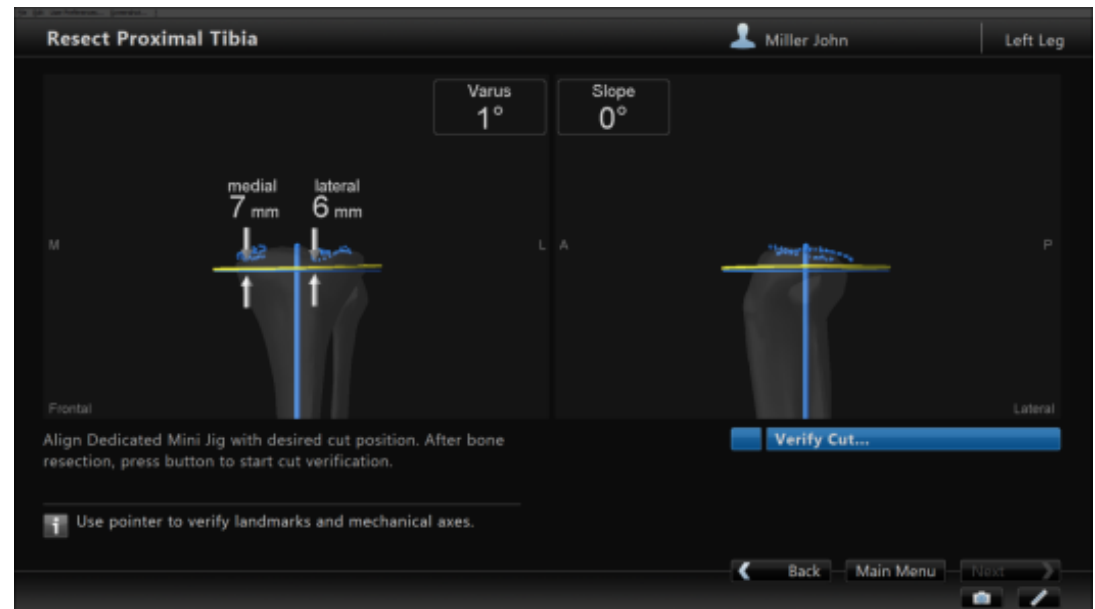 Resect Proximal Tibia
Miller John
Left Leg
Varus
1°
Slope
0°
medial
7 mm
lateral
6 mm
M
L
A
P
Frontal
Lateral
Align Dedicated Mini Jig with desired cut position. After bone
resection, press button to start cut verification.
Verify Cut...
i
Use pointer to verify landmarks and mechanical axes.
Back
Main Menu
Next